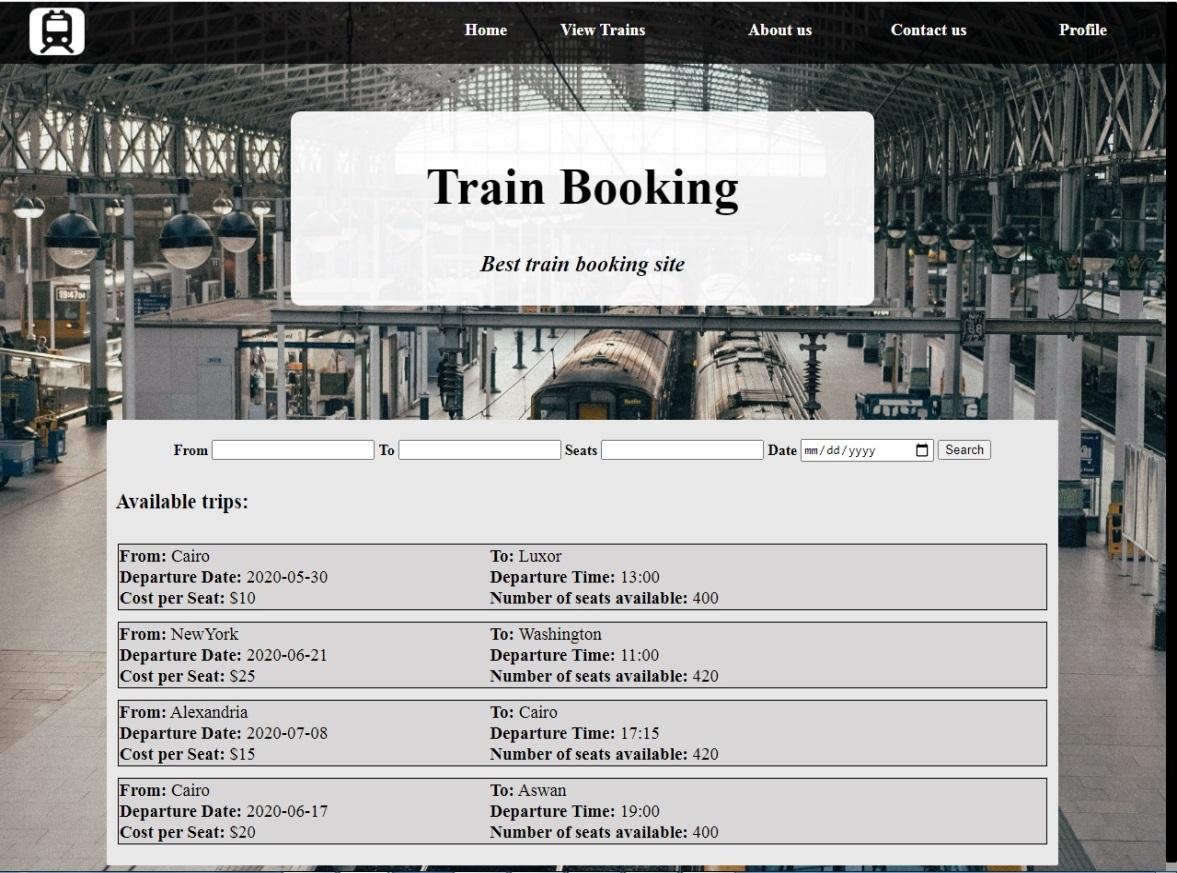 Home View Trains About us Contact us Profile
Train Booking
Best train booking site
19:47
From To Seats Date mm/dd/yyyy Search
Available trips:
From: Cairo To: Luxor
Departure Date: 2020-05-30 Departure Time: 13:00
Cost per Seat: $10 Number of seats available: 400
From: NewYork To: Washington
Departure Date: 2020-06-21 Departure Time: 11:00
Cost per Seat: $25 Number of seats available: 420
From: Alexandria To: Cairo
Departure Date: 2020-07-08 Departure Time: 17:15
Cost per Seat: $15 Number of seats available: 420
From: Cairo To: Aswan
Departure Date: 2020-06-17 Departure Time: 19:00
Cost per Seat: $20 Number of seats available: 400